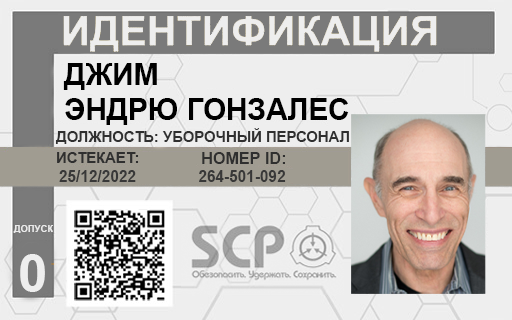 ИДЕНТИФИКАЦИЯ
ДЖИМ
ЭНДРЮ ГОНЗАЛЕС
ДОЛЖНОСТЬ: УБОРОЧНЫЙ ПЕРСОНАЛ
ИСТЕКАЕТ: НОМЕР ID:
25/12/2022 264-501-092
ДОПУСК
0
SCP
Обезопасить. Удержать. Сохранить.